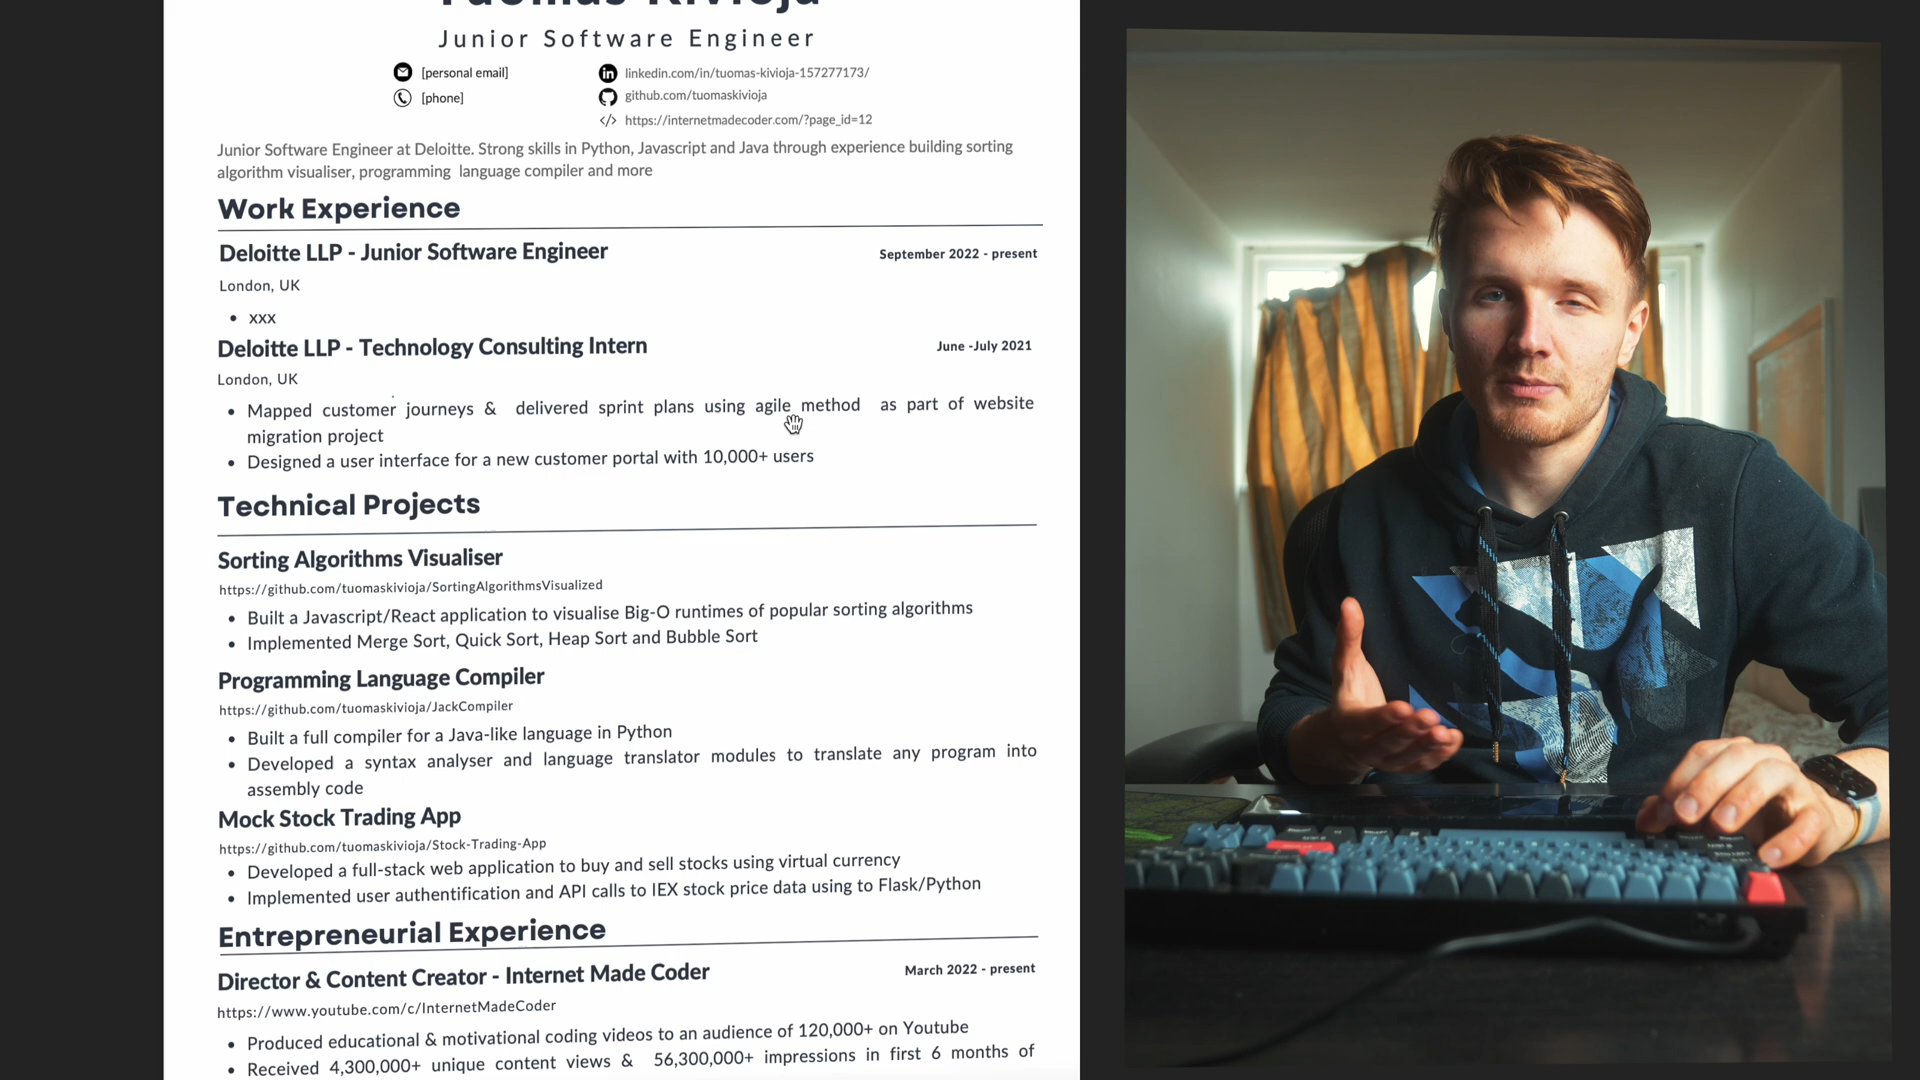 Tuomas Kivioja
Junior Software Engineer
[personal email]
[phone]
linkedin.com/in/tuomas-kivioja-157277173/
github.com/tuomaskivioja
</> https://internetmadecoder.com/?page_id=12
Junior Software Engineer at Deloitte. Strong skills in Python, Javascript and Java through experience building sorting
algorithm visualiser, programming language compiler and more
Work Experience
Deloitte LLP - Junior Software Engineer September 2022 - present
London, UK
• xxx
Deloitte LLP - Technology Consulting Intern June -July 2021
London, UK
• Mapped customer journeys & delivered sprint plans using agile method as part of website
migration project
• Designed a user interface for a new customer portal with 10,000+ users
Technical Projects
Sorting Algorithms Visualiser
https://github.com/tuomaskivioja/SortingAlgorithmsVisualized
• Built a Javascript/React application to visualise Big-O runtimes of popular sorting algorithms
• Implemented Merge Sort, Quick Sort, Heap Sort and Bubble Sort
Programming Language Compiler
https://github.com/tuomaskivioja/JackCompiler
• Built a full compiler for a Java-like language in Python
• Developed a syntax analyser and language translator modules to translate any program into
assembly code
Mock Stock Trading App
https://github.com/tuomaskivioja/Stock-Trading-App
• Developed a full-stack web application to buy and sell stocks using virtual currency
• Implemented user authentification and API calls to IEX stock price data using to Flask/Python
Entrepreneurial Experience
Director & Content Creator - Internet Made Coder March 2022 - present
https://www.youtube.com/c/InternetMadeCoder
• Produced educational & motivational coding videos to an audience of 120,000+ on Youtube
• Received 4,300,000+ unique content views & 56,300,000+ impressions in first 6 months of